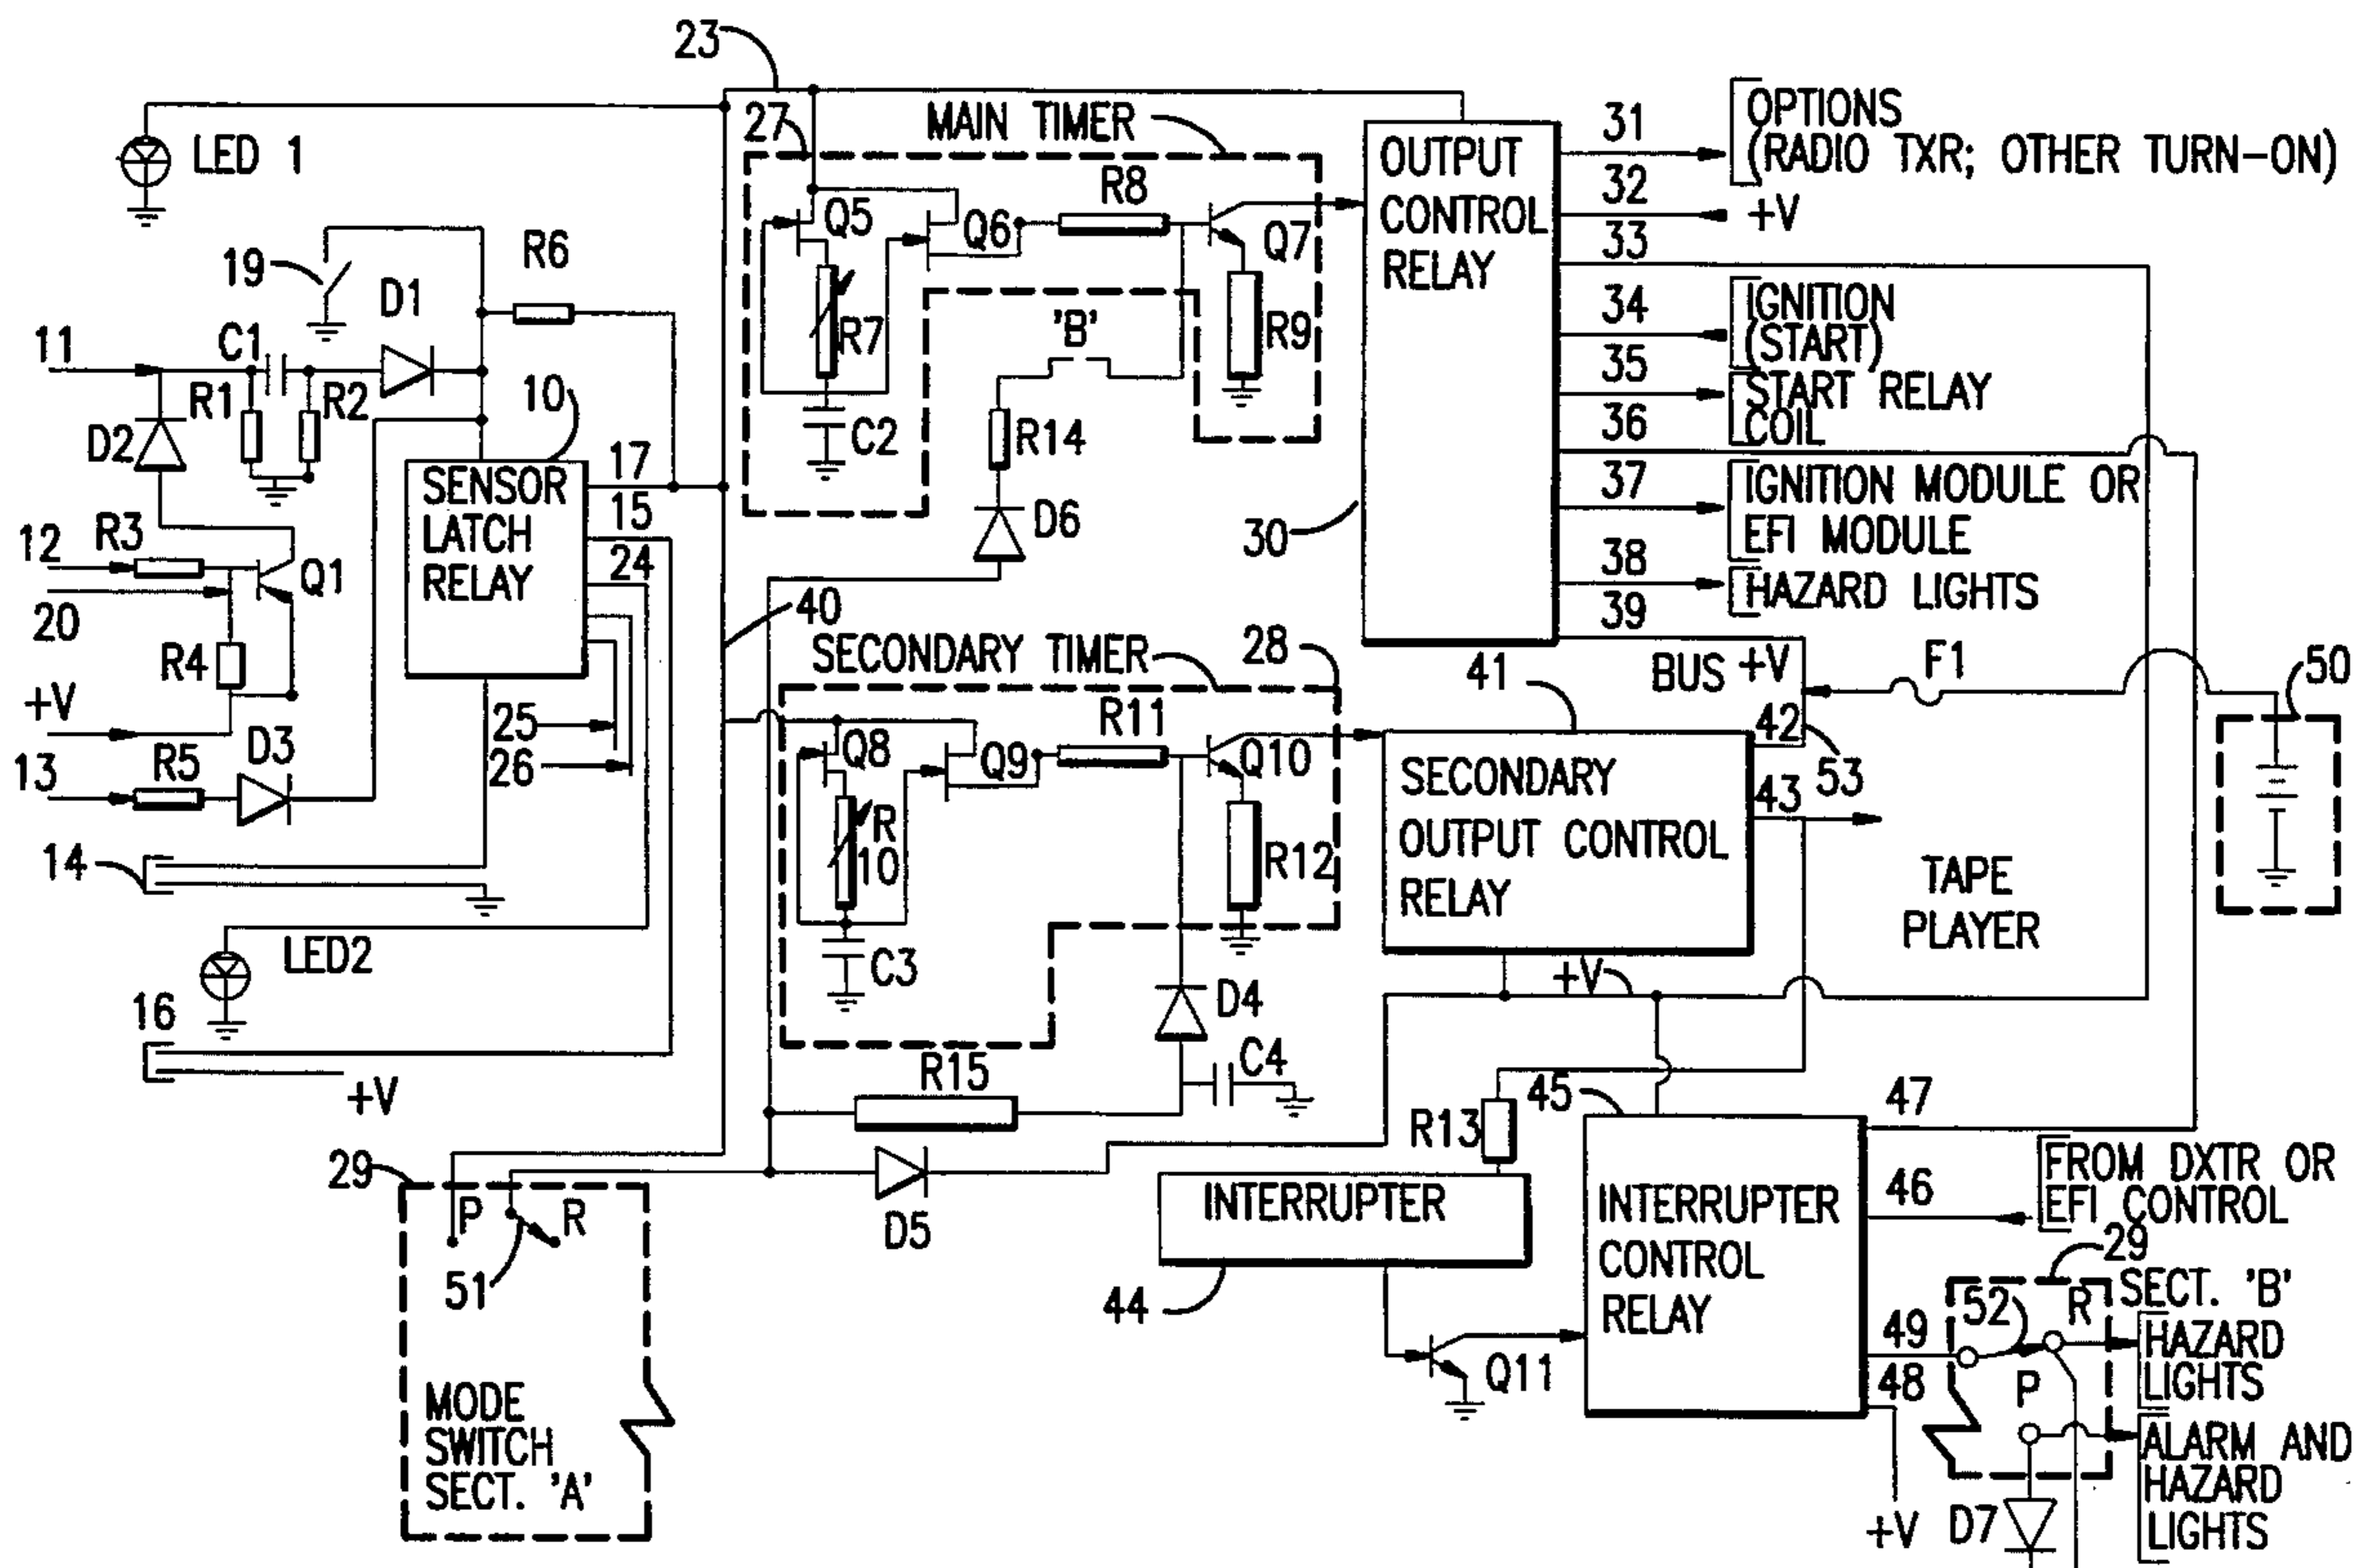 23
27
MAIN TIMER
LED 1
19
R6
D1
11
C1
R1
R2
10
D2
12
R3
20
Q1
R4
+V
13
R5
D3
14
SENSOR
LATCH
RELAY
17
15
24
25
26
LED2
16
+V
Q5
R7
C2
Q6
R8
Q7
R9
'B'
R14
D6
40
SECONDARY TIMER
28
Q8
R
10
C3
Q9
R11
Q10
R12
D4
C4
R15
D5
29
P
R
51
MODE
SWITCH
SECT. 'A'
OUTPUT
CONTROL
RELAY
30
31
OPTIONS
(RADIO TXR; OTHER TURN-ON)
32
+V
33
34
IGNITION
(START)
35
START RELAY
COIL
36
37
IGNITION MODULE OR
EFI MODULE
38
HAZARD LIGHTS
39
BUS +V
F1
50
41
42
53
43
SECONDARY
OUTPUT CONTROL
RELAY
TAPE
PLAYER
+V
R13
45
INTERRUPTER
44
Q11
INTERRUPTER
CONTROL
RELAY
47
46
FROM DXTR OR
EFI CONTROL
29
SECT. 'B'
52
R
49
HAZARD
LIGHTS
48
P
ALARM AND
HAZARD
LIGHTS
+V
D7